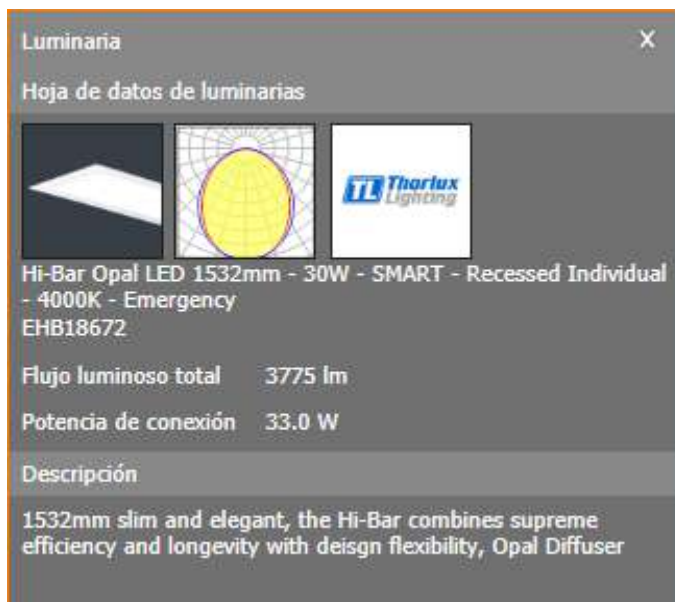 Luminaria X
Hoja de datos de luminarias
TL Thorlux
Lighting
Hi-Bar Opal LED 1532mm - 30W - SMART - Recessed Individual
- 4000K - Emergency
EHB18672
Flujo luminoso total 3775 lm
Potencia de conexión 33.0 W
Descripción
1532mm slim and elegant, the Hi-Bar combines supreme
efficiency and longevity with deisgn flexibility, Opal Diffuser